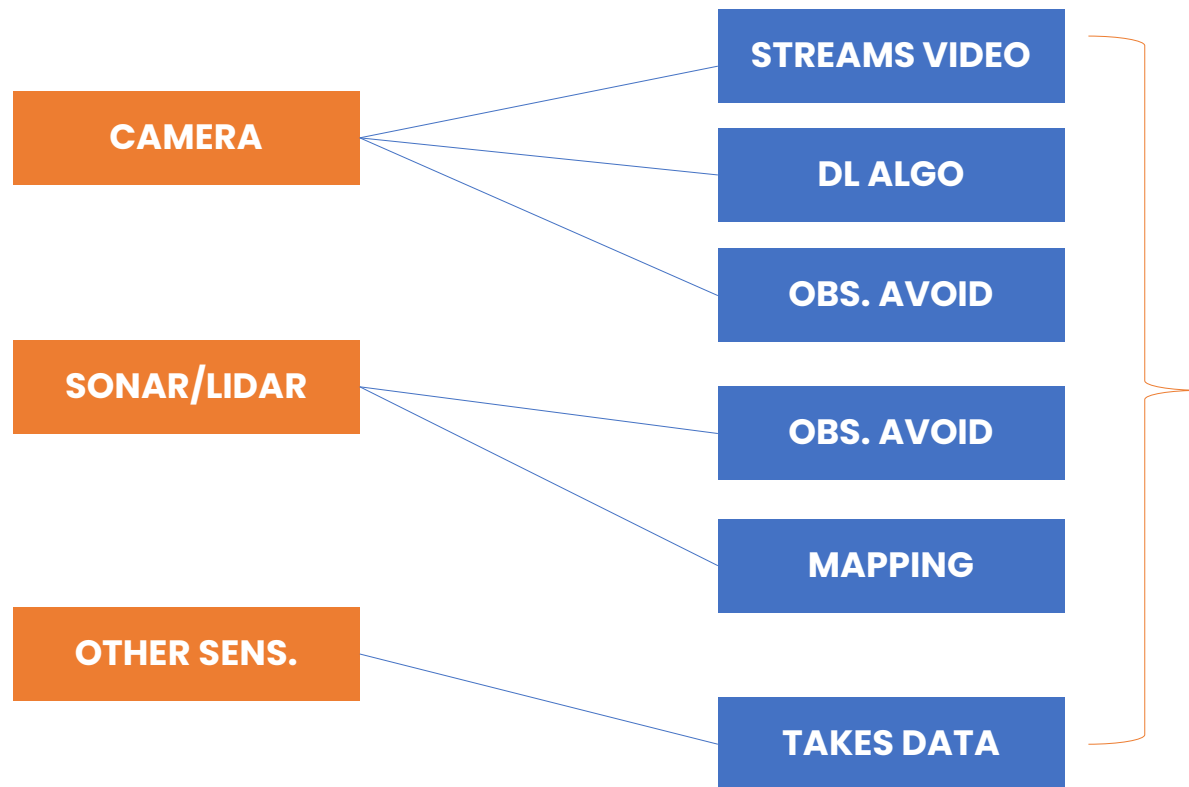 CAMERA
STREAMS VIDEO
DL ALGO
OBS. AVOID
SONAR/LIDAR
OBS. AVOID
MAPPING
OTHER SENS.
TAKES DATA